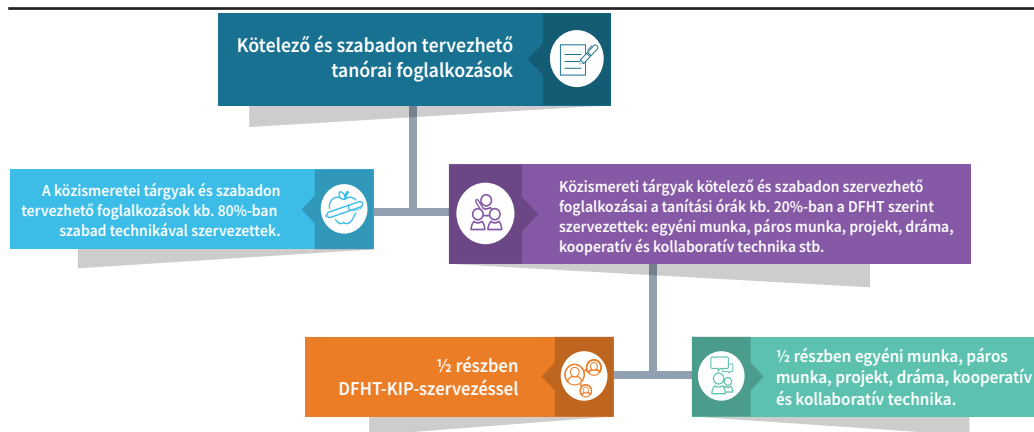 Kötelező és szabadon tervezhető
tanórai foglalkozások
A közismeretei tárgyak és szabadon
tervezhető foglalkozások kb. 80%-ban
szabad technikával szervezettek.
Közismereti tárgyak kötelező és szabadon szervezhető
foglalkozásai a tanítási órák kb. 20%-ban a DFHT szerint
szervezettek: egyéni munka, páros munka, projekt, dráma,
kooperatív és kollaboratív technika stb.
½ részben
DFHT-KIP-szervezéssel
½ részben egyéni munka, páros
munka, projekt, dráma, kooperatív
és kollaboratív technika.